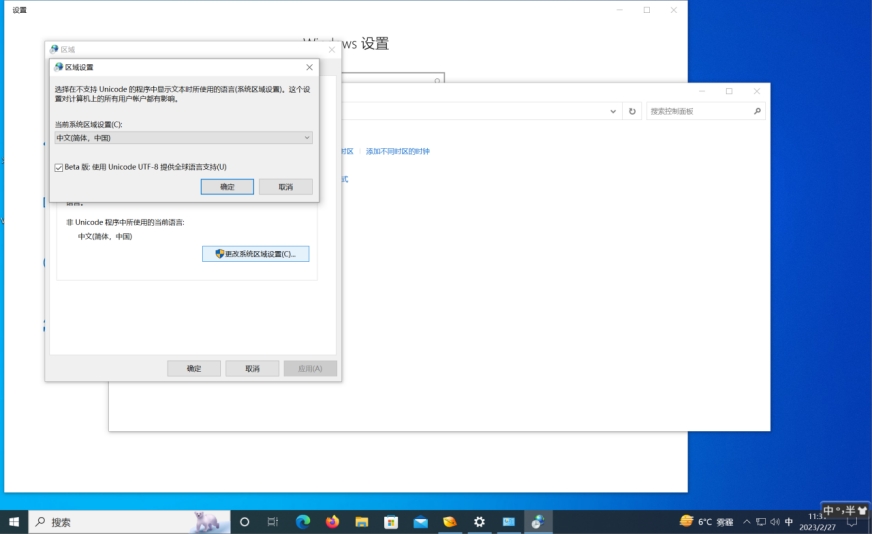 设置
ws 设置
区域
区域设置
选择在不支持 Unicode 的程序中显示文本时所使用的语言(系统区域设置)。这个设
置对计算机上的所有用户帐户都有影响。
当前系统区域设置(C):
中文(简体，中国)
Beta 版: 使用 Unicode UTF-8 提供全球语言支持(U)
确定
取消
非 Unicode 程序中所使用的当前语言:
中文(简体，中国)
更改系统区域设置(C)...
确定
取消
应用(A)
搜索控制面板
时区
添加不同时区的时钟
式
搜索
6°C 雾霾
中
11:3
2023/2/27
中 °, 半